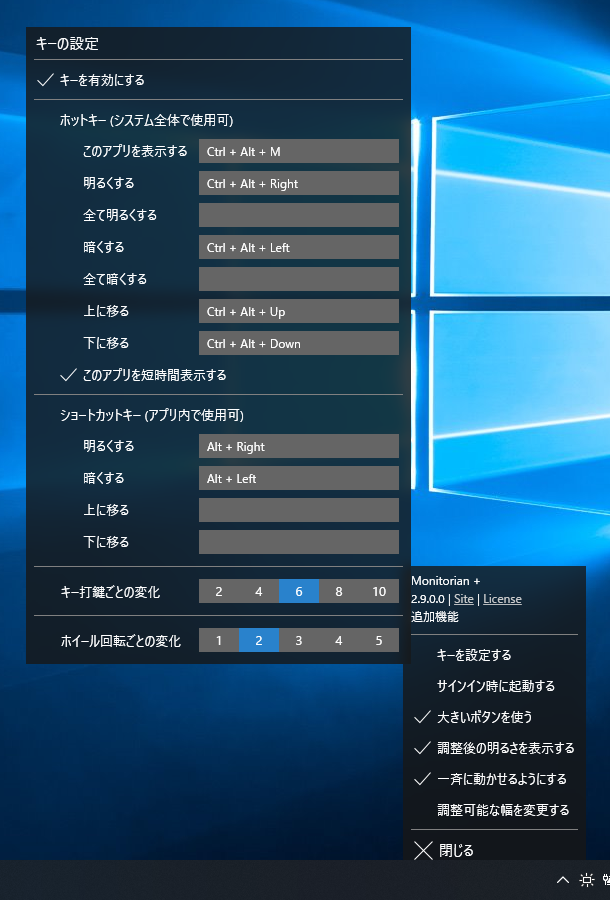 キーの設定
キーを有効にする
ホットキー (システム全体で使用可)
このアプリを表示する Ctrl + Alt + M
明るくする Ctrl + Alt + Right
全て明るくする
暗くする Ctrl + Alt + Left
全て暗くする
上に移る Ctrl + Alt + Up
下に移る Ctrl + Alt + Down
このアプリを短時間表示する
ショートカットキー (アプリ内で使用可)
明るくする Alt + Right
暗くする Alt + Left
上に移る
下に移る
キー打鍵ごとの変化 2 4 6 8 10
ホイール回転ごとの変化 1 2 3 4 5
Monitorian +
2.9.0.0 | Site | License
追加機能
キーを設定する
サインイン時に起動する
大きいボタンを使う
調整後の明るさを表示する
一斉に動かせるようにする
調整可能な幅を変更する
閉じる